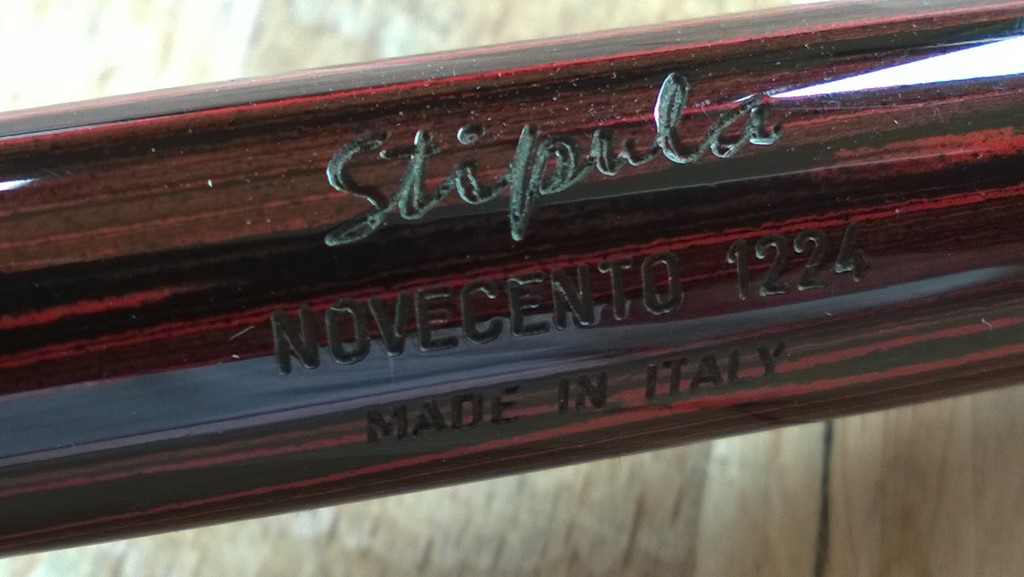 Stipula
NOVECENTO 1224
MADE IN ITALY